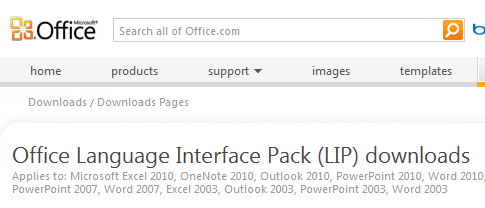 Microsoft®
Office
Search all of Office.com
home products support images templates
Downloads / Downloads Pages
Office Language Interface Pack (LIP) downloads
Applies to: Microsoft Excel 2010, OneNote 2010, Outlook 2010, PowerPoint 2010, Word 2010,
PowerPoint 2007, Word 2007, Excel 2003, Outlook 2003, PowerPoint 2003, Word 2003